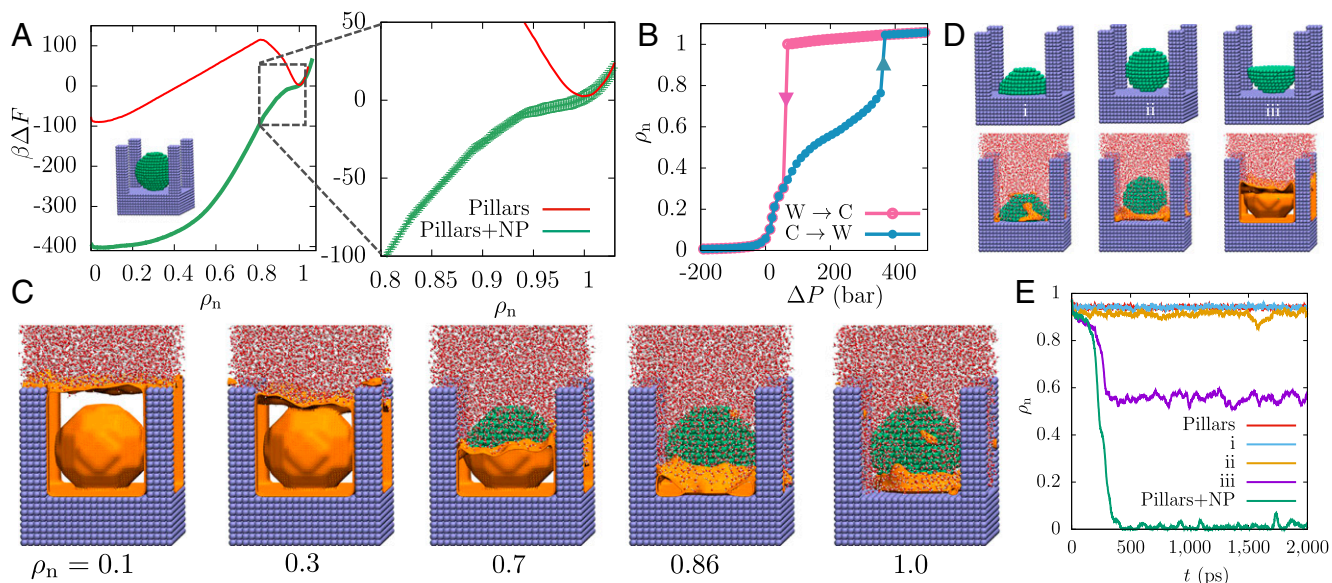 A
βΔF
100
0
-100
-200
-300
-400
0 0.2 0.4 0.6 0.8 1
ρn
50
0
-50
-100
Pillars
Pillars+NP
0.8 0.85 0.9 0.95 1
ρn
B
ρn
1
0.8
0.6
0.4
0.2
0
W → C
C → W
-200 0 200 400
ΔP (bar)
D
i ii iii
C
ρn = 0.1 0.3 0.7 0.86 1.0
E
ρn
1
0.8
0.6
0.4
0.2
0
Pillars
i
ii
iii
Pillars+NP
0 500 1,000 1,500 2,000
t (ps)